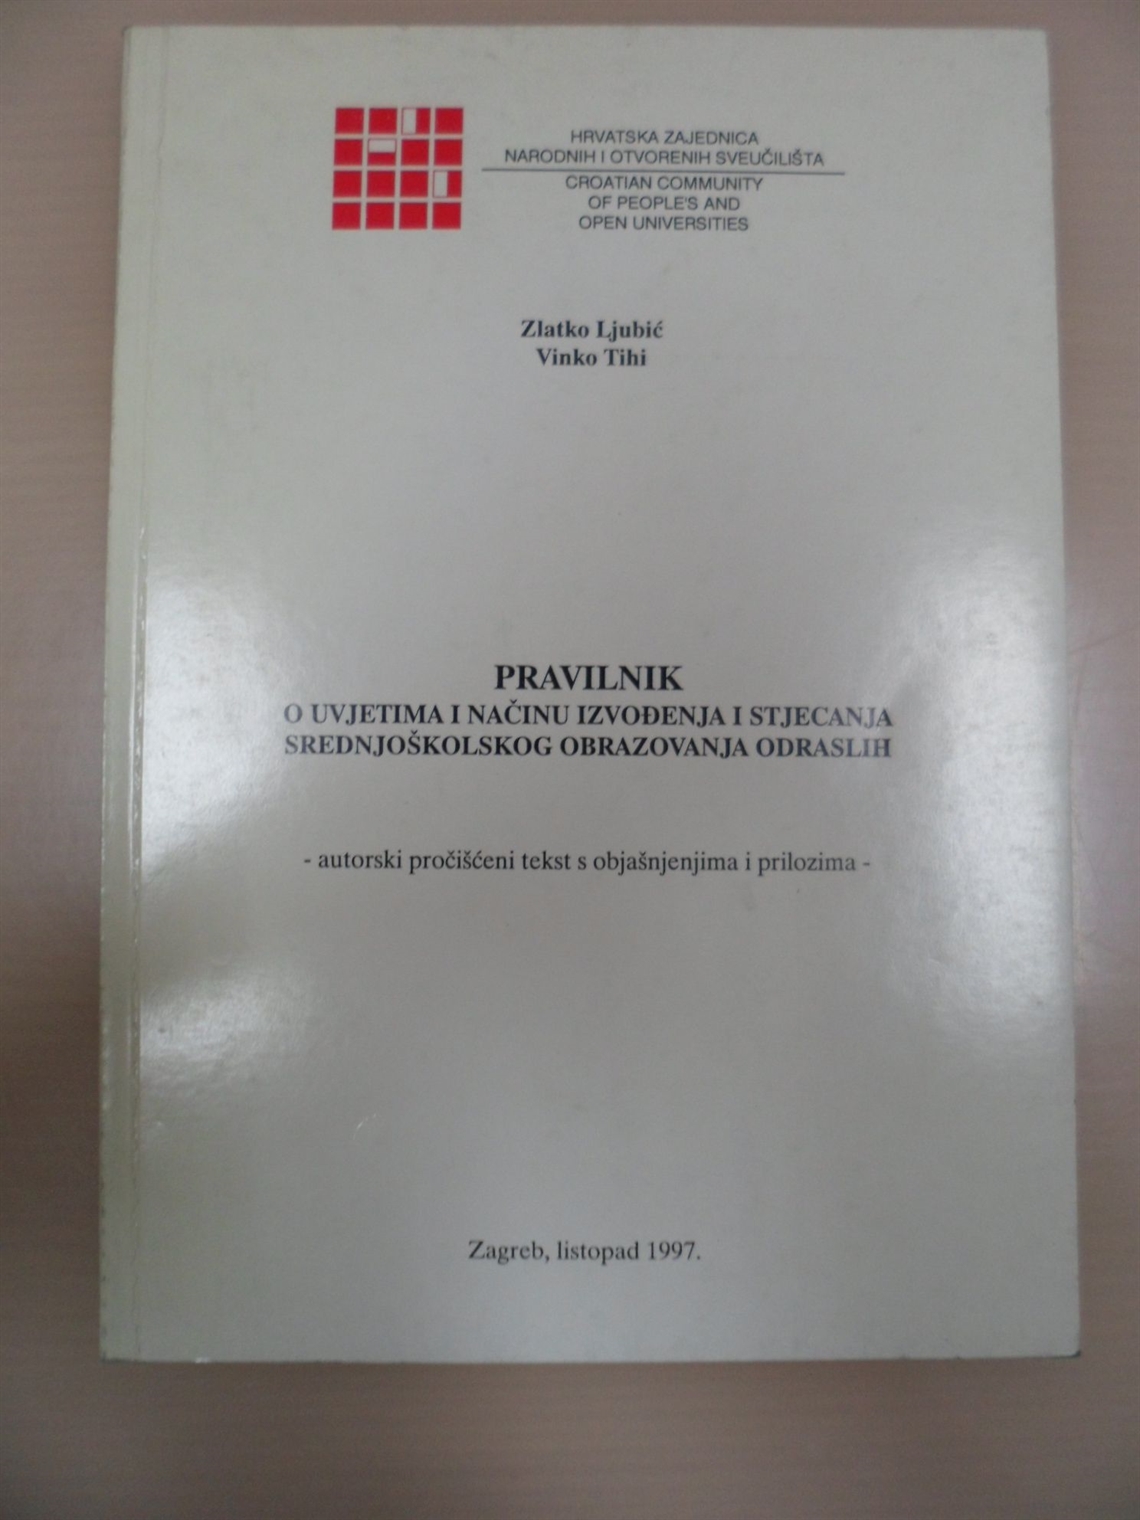 HRVATSKA ZAJEDNICA
NARODNIH I OTVORENIH SVEUČILIŠTA
CROATIAN COMMUNITY
OF PEOPLE'S AND
OPEN UNIVERSITIES
Zlatko Ljubić
Vinko Tihi
PRAVILNIK
O UVJETIMA I NAČINU IZVOĐENJA I STJECANJA
SREDNJOŠKOLSKOG OBRAZOVANJA ODRASLIH
- autorski pročišćeni tekst s objašnjenjima i prilozima -
Zagreb, listopad 1997.